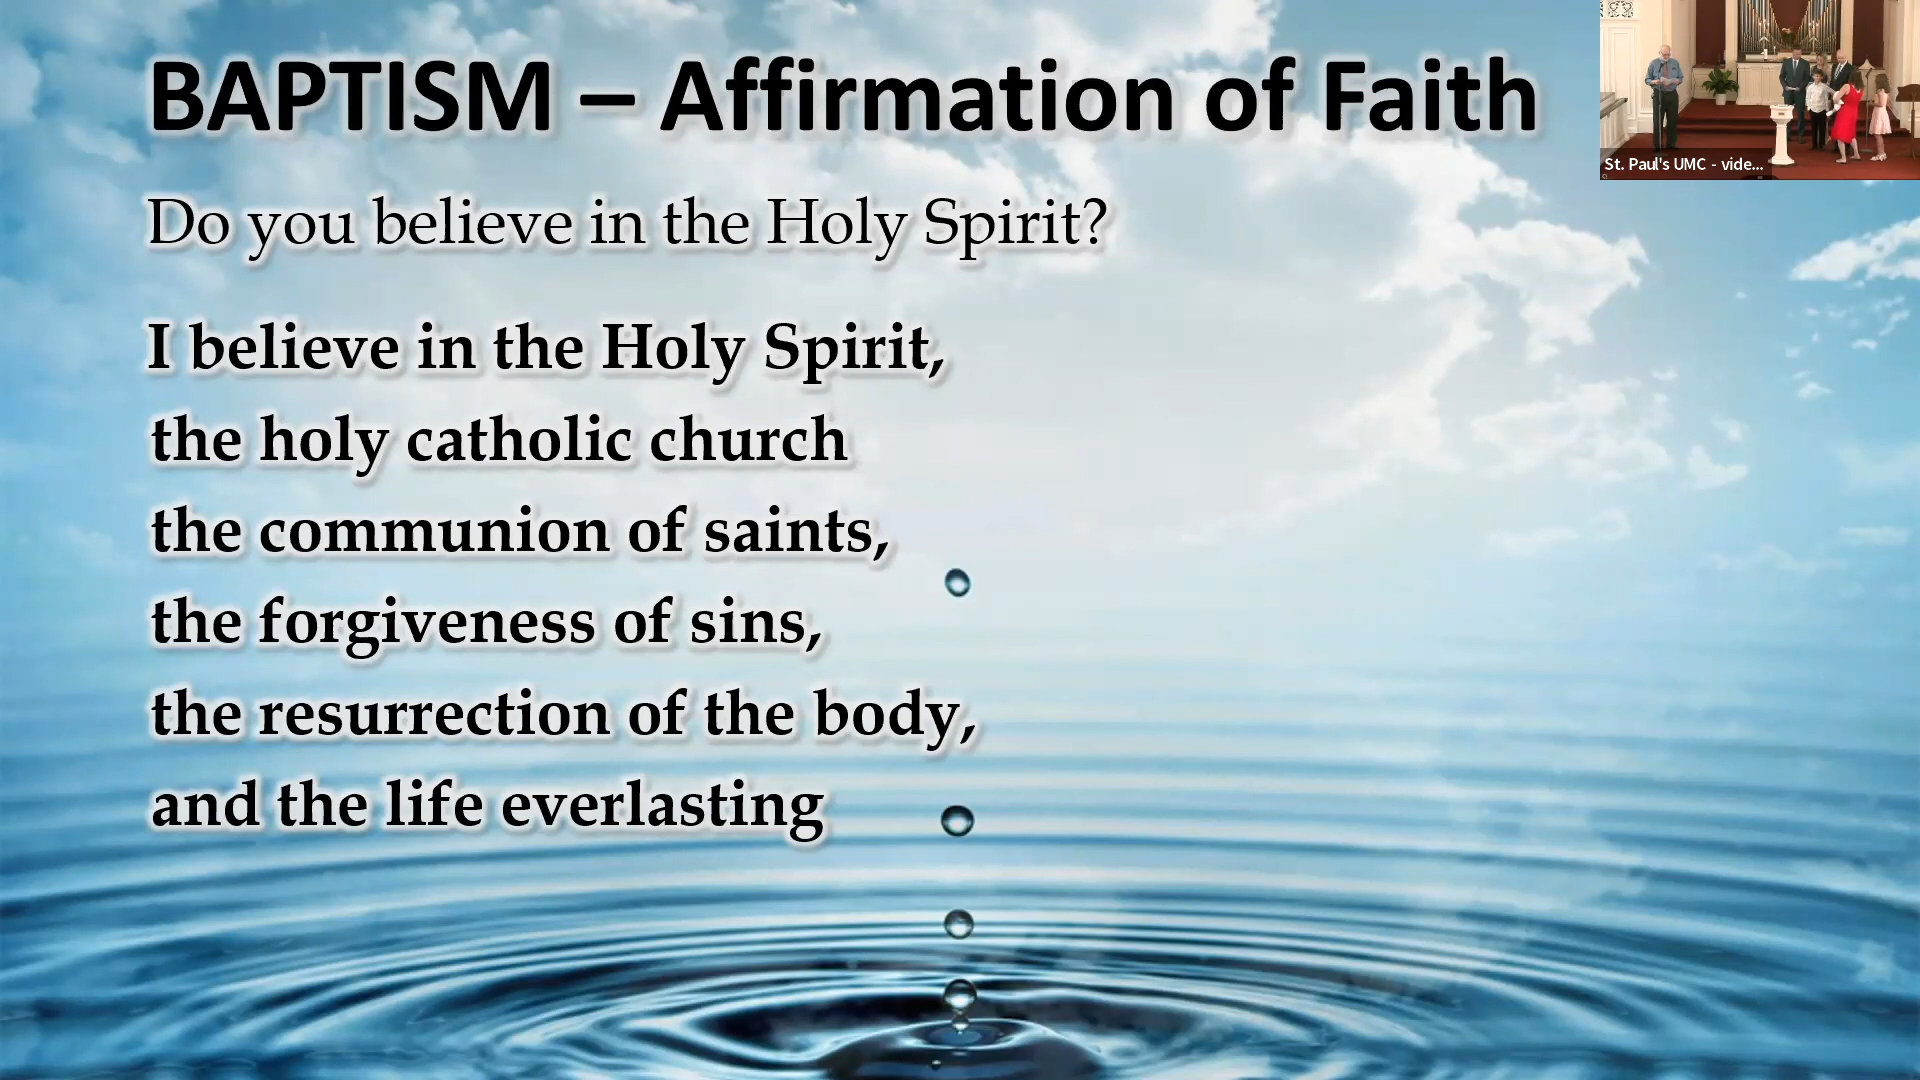 BAPTISM – Affirmation of Faith
St. Paul's UMC - vide...
Do you believe in the Holy Spirit?
I believe in the Holy Spirit,
the holy catholic church
the communion of saints,
the forgiveness of sins,
the resurrection of the body,
and the life everlasting